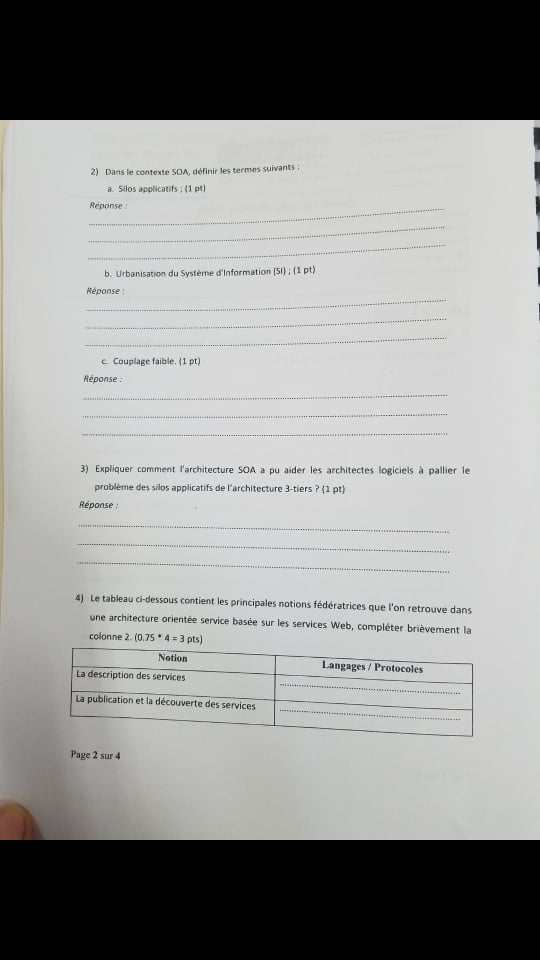 2) Dans le contexte SOA, définir les termes suivants :
a. Silos applicatifs ; (1 pt)
Réponse :
b. Urbanisation du Système d'Information (SI) ; (1 pt)
Réponse :
c. Couplage faible. (1 pt)
Réponse :
3) Expliquer comment l'architecture SOA a pu aider les architectes logiciels à pallier le
problème des silos applicatifs de l'architecture 3-tiers ? (1 pt)
Réponse :
4) Le tableau ci-dessous contient les principales notions fédératrices que l'on retrouve dans
une architecture orientée service basée sur les services Web, compléter brièvement la
colonne 2. (0.75 * 4 = 3 pts)
Notion Langages / Protocoles
La description des services
La publication et la découverte des services
Page 2 sur 4